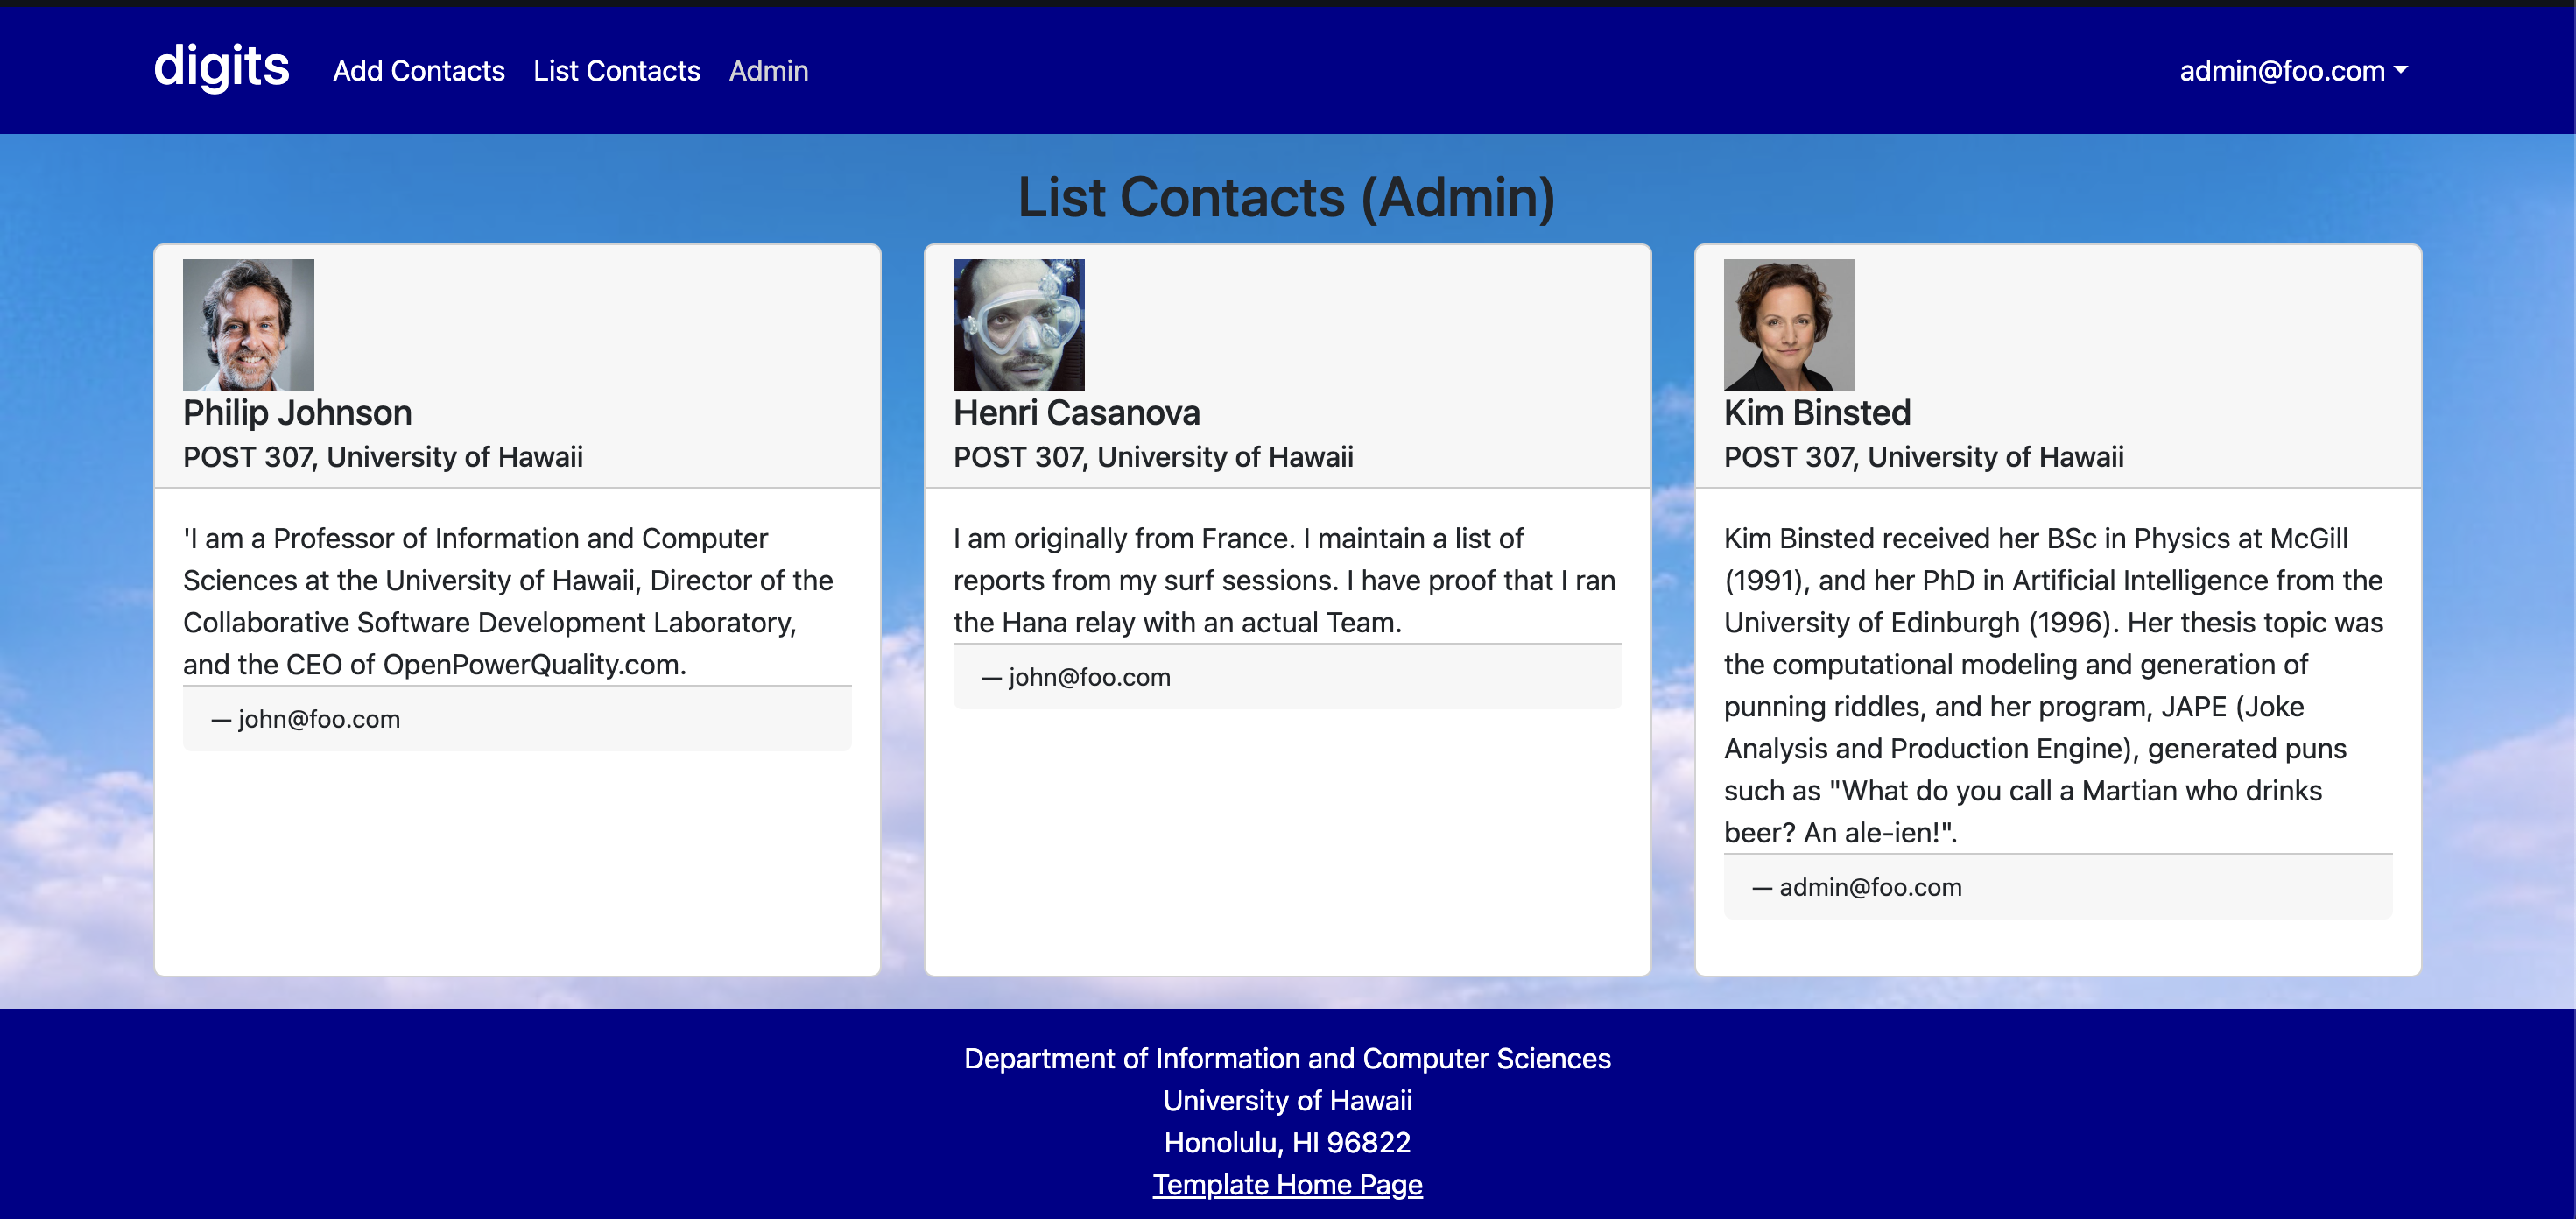 digits Add Contacts List Contacts Admin admin@foo.com
List Contacts (Admin)
Philip Johnson
POST 307, University of Hawaii
'I am a Professor of Information and Computer
Sciences at the University of Hawaii, Director of the
Collaborative Software Development Laboratory,
and the CEO of OpenPowerQuality.com.
— john@foo.com
Henri Casanova
POST 307, University of Hawaii
I am originally from France. I maintain a list of
reports from my surf sessions. I have proof that I ran
the Hana relay with an actual Team.
— john@foo.com
Kim Binsted
POST 307, University of Hawaii
Kim Binsted received her BSc in Physics at McGill
(1991), and her PhD in Artificial Intelligence from the
University of Edinburgh (1996). Her thesis topic was
the computational modeling and generation of
punning riddles, and her program, JAPE (Joke
Analysis and Production Engine), generated puns
such as "What do you call a Martian who drinks
beer? An ale-ien!".
— admin@foo.com
Department of Information and Computer Sciences
University of Hawaii
Honolulu, HI 96822
Template Home Page